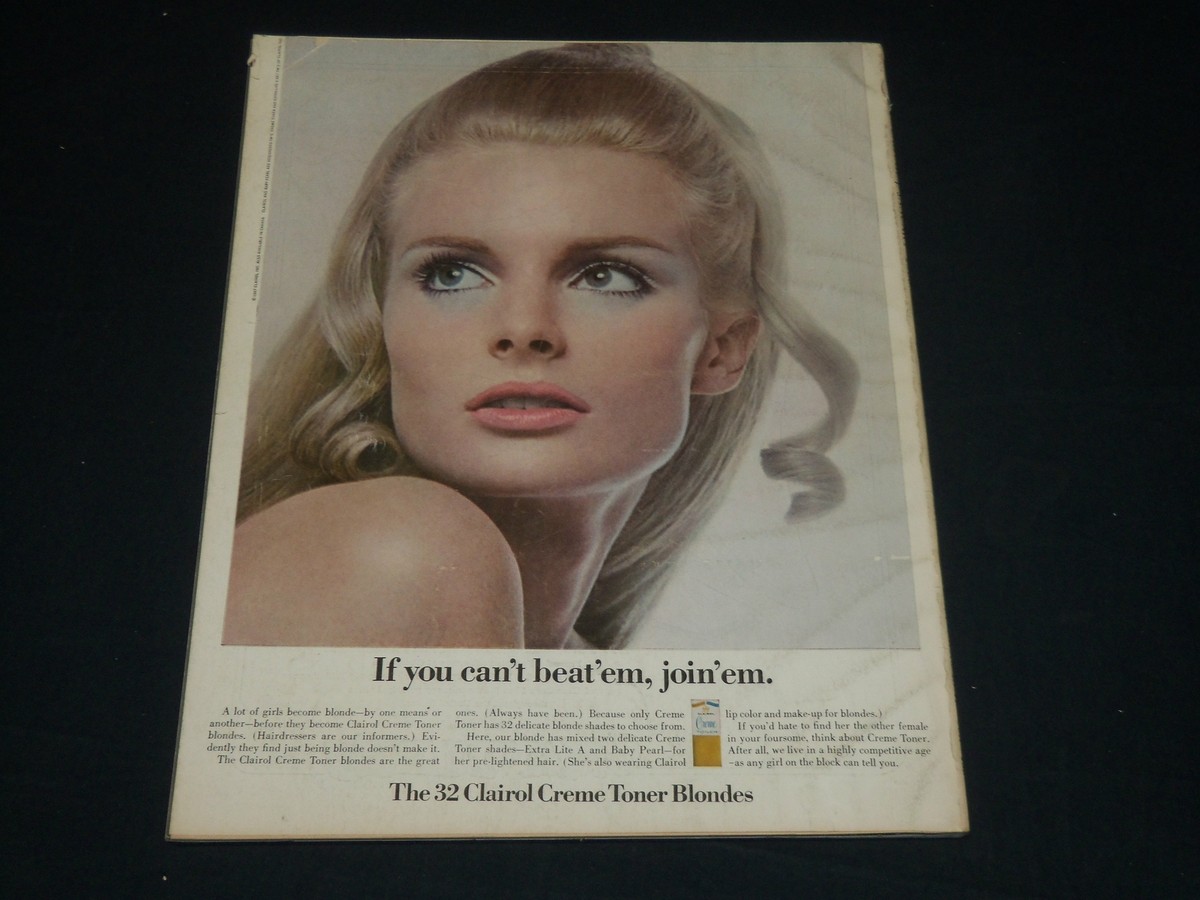 If you can't beat'em, join'em.
A lot of girls become blonde—by one means or
another—before they become Clairol Creme Toner
blondes. (Hairdressers are our informers.) Evi-
dently they find just being blonde doesn't make it.
The Clairol Creme Toner blondes are the great
ones. (Always have been.) Because only Creme
Toner has 32 delicate blonde shades to choose from.
Here, our blonde has mixed two delicate Creme
Toner shades—Extra Lite A and Baby Pearl—for
her pre-lightened hair. (She's also wearing Clairol
Creme
lip color and make-up for blondes.)
If you'd hate to find her the other female
in your foursome, think about Creme Toner.
After all, we live in a highly competitive age
-as any girl on the block can tell you.
The 32 Clairol Creme Toner Blondes